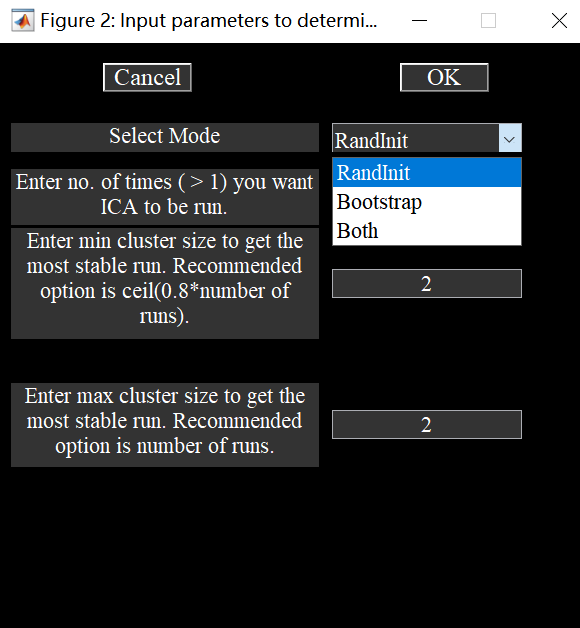 Figure 2: Input parameters to determi...
Cancel
OK
Select Mode
RandInit
RandInit
Bootstrap
Both
Enter no. of times ( > 1) you want
ICA to be run.
Enter min cluster size to get the
most stable run. Recommended
option is ceil(0.8*number of
runs).
2
Enter max cluster size to get the
most stable run. Recommended
option is number of runs.
2